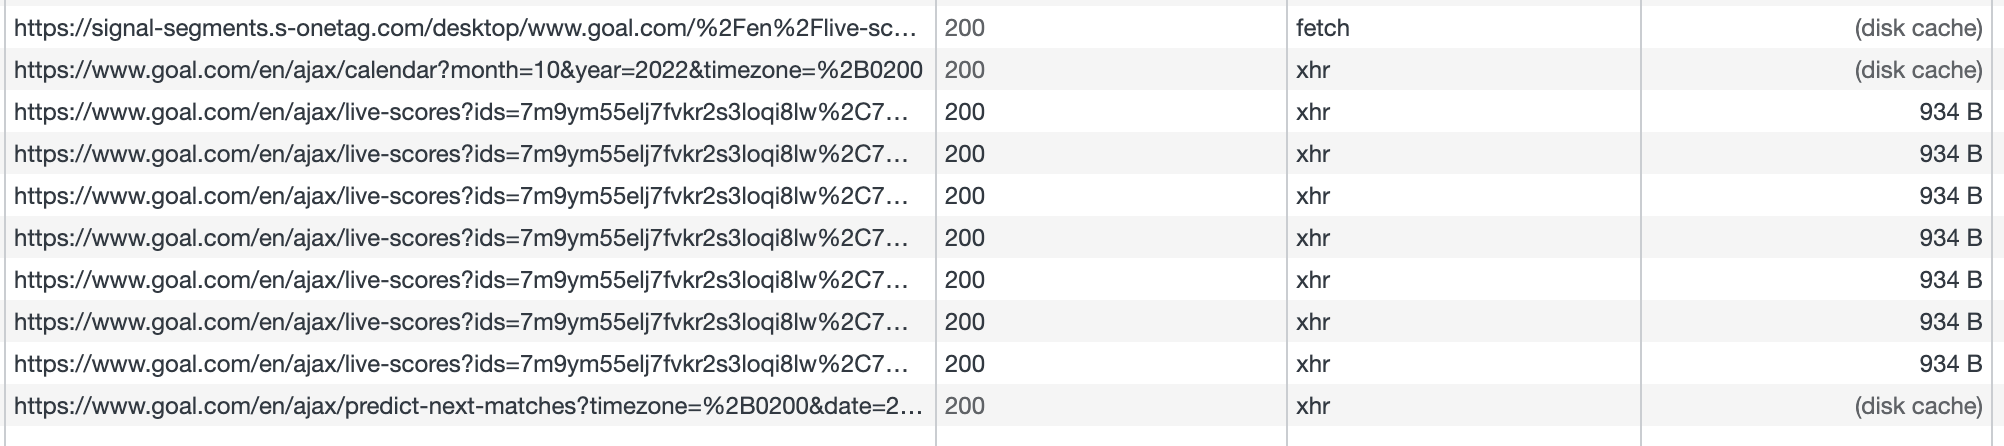 https://signal-segments.s-onetag.com/desktop/www.goal.com/%2Fen%2Flive-sc... 200 fetch (disk cache)
https://www.goal.com/en/ajax/calendar?month=10&year=2022&timezone=%2B0200 200 xhr (disk cache)
https://www.goal.com/en/ajax/live-scores?ids=7m9ym55elj7fvkr2s3loqi8lw%2C7... 200 xhr 934 B
https://www.goal.com/en/ajax/live-scores?ids=7m9ym55elj7fvkr2s3loqi8lw%2C7... 200 xhr 934 B
https://www.goal.com/en/ajax/live-scores?ids=7m9ym55elj7fvkr2s3loqi8lw%2C7... 200 xhr 934 B
https://www.goal.com/en/ajax/live-scores?ids=7m9ym55elj7fvkr2s3loqi8lw%2C7... 200 xhr 934 B
https://www.goal.com/en/ajax/live-scores?ids=7m9ym55elj7fvkr2s3loqi8lw%2C7... 200 xhr 934 B
https://www.goal.com/en/ajax/live-scores?ids=7m9ym55elj7fvkr2s3loqi8lw%2C7... 200 xhr 934 B
https://www.goal.com/en/ajax/live-scores?ids=7m9ym55elj7fvkr2s3loqi8lw%2C7... 200 xhr 934 B
https://www.goal.com/en/ajax/predict-next-matches?timezone=%2B0200&date=2... 200 xhr (disk cache)